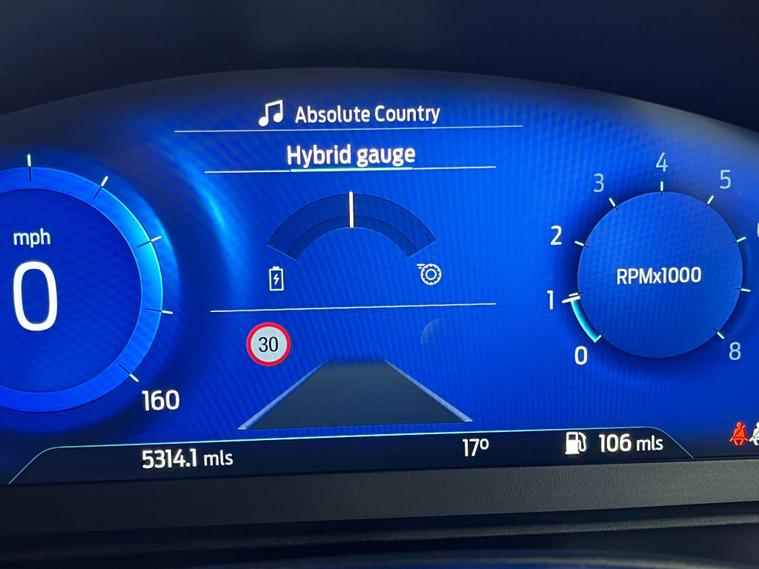 Absolute Country
Hybrid gauge
mph
0
160
30
0
1
2
3
4
5
8
RPMx1000
5314.1 mls
17º
106 mls